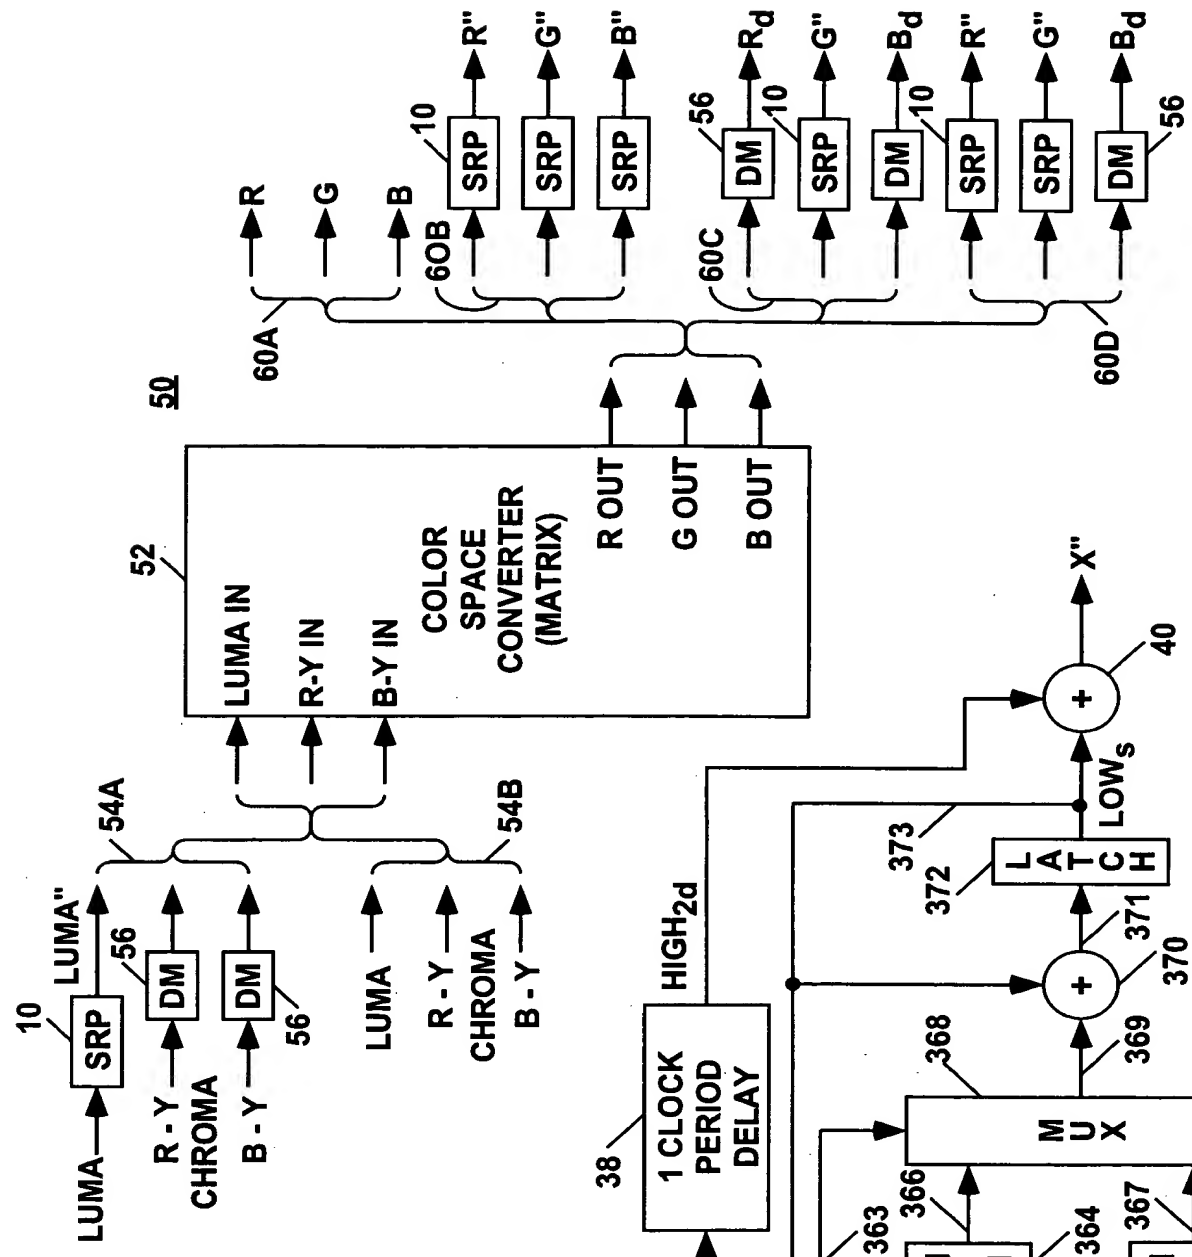 50
LUMA
10
SRP
LUMA"
54A
R - Y
CHROMA
B - Y
56
DM
DM
56
LUMA
R - Y
CHROMA
B - Y
54B
52
LUMA IN
R-Y IN
B-Y IN
COLOR
SPACE
CONVERTER
(MATRIX)
R OUT
G OUT
B OUT
60A
R
G
B
60B
10
SRP
R"
SRP
G"
SRP
B"
60C
56
DM
Rd
10
SRP
G"
DM
Bd
60D
10
SRP
R"
SRP
G"
DM
Bd
56
38
1 CLOCK
PERIOD
DELAY
HIGH2d
363
366
364
367
368
MUX
369
370
+
371
372
LATCH
373
LOWs
+
40
X"